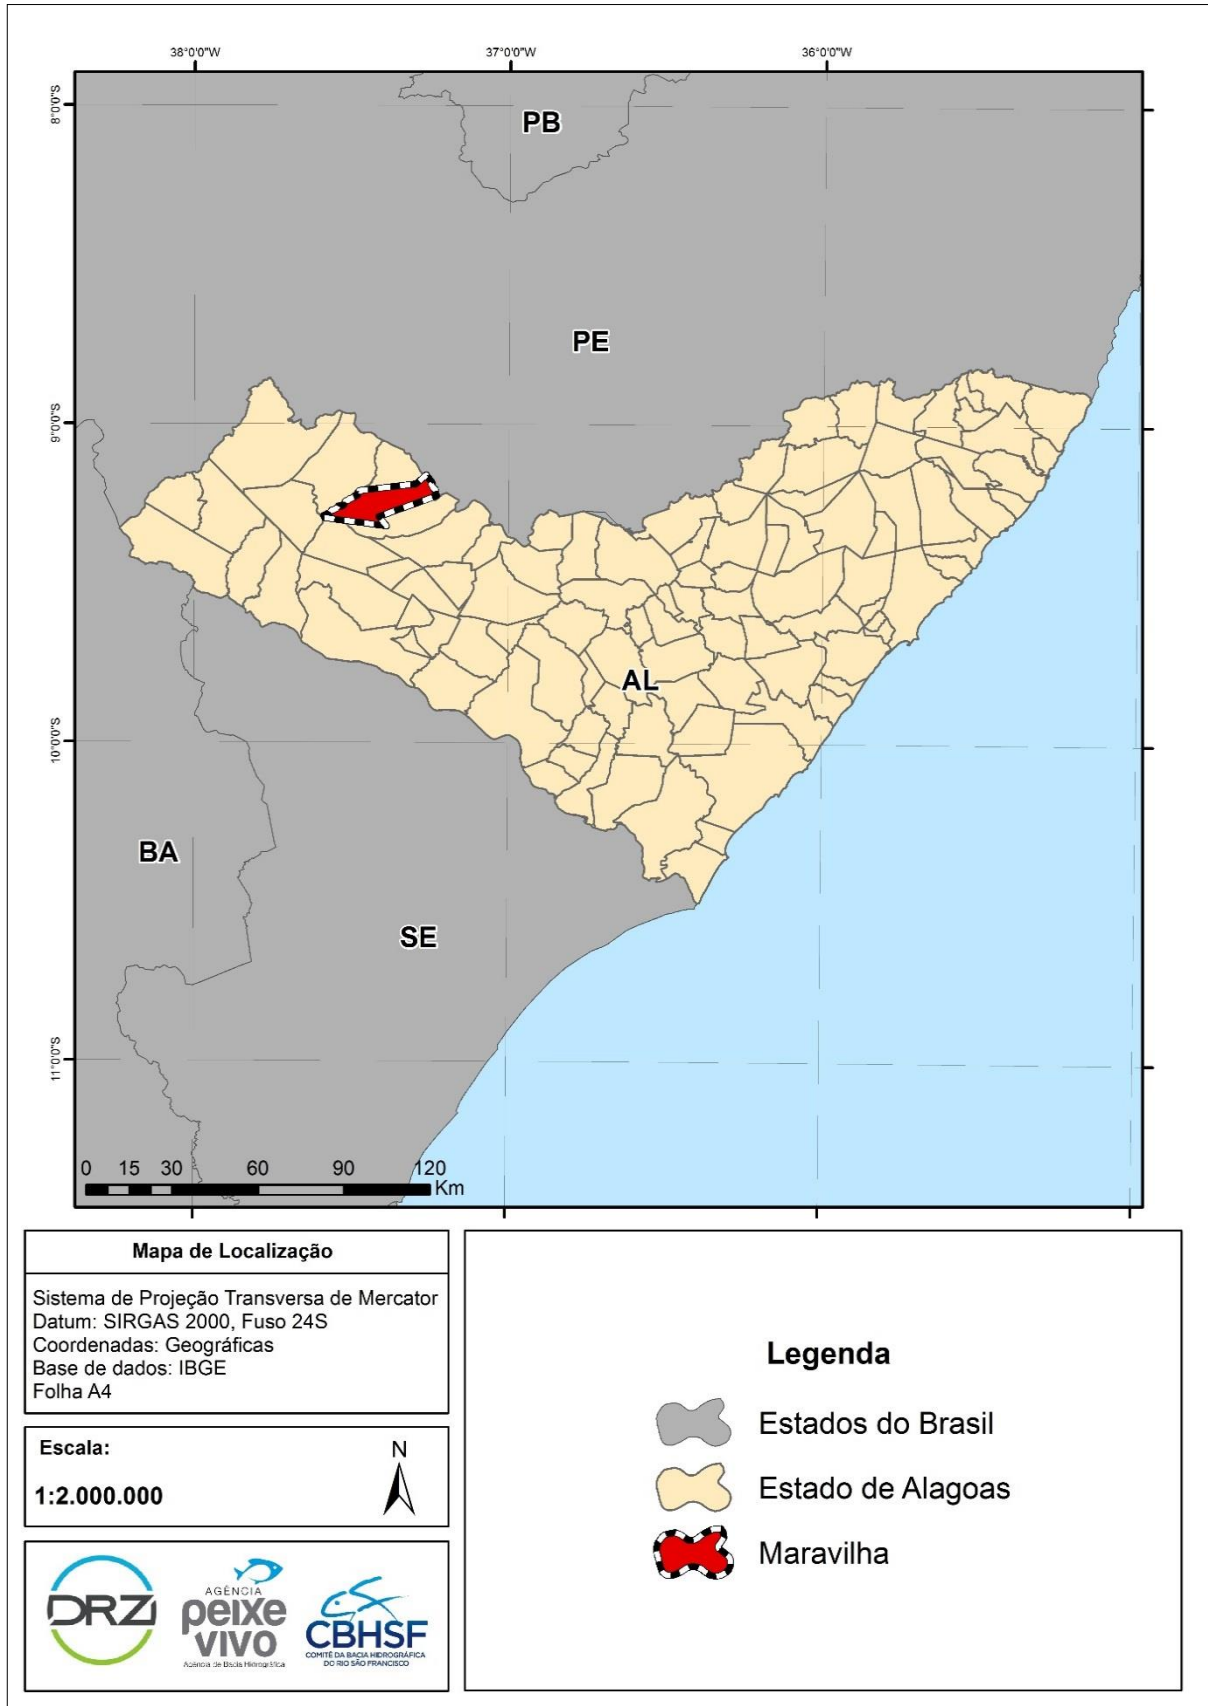 38°0'0"W 37°0'0"W 36°0'0"W
8°0'0"S
9°0'0"S
10°0'0"S
11°0'0"S
PB
PE
AL
BA
SE
0 15 30 60 90 120
Km
Mapa de Localização
Sistema de Projeção Transversa de Mercator
Datum: SIRGAS 2000, Fuso 24S
Coordenadas: Geográficas
Base de dados: IBGE
Folha A4
Escala:
N
1:2.000.000
Legenda
Estados do Brasil
Estado de Alagoas
Maravilha
DRZ
AGÊNCIA
peixe
vivo
Agência de Bacia Hidrográfica
CBHSF
COMITÊ DA BACIA HIDROGRÁFICA
DO RIO SÃO FRANCISCO